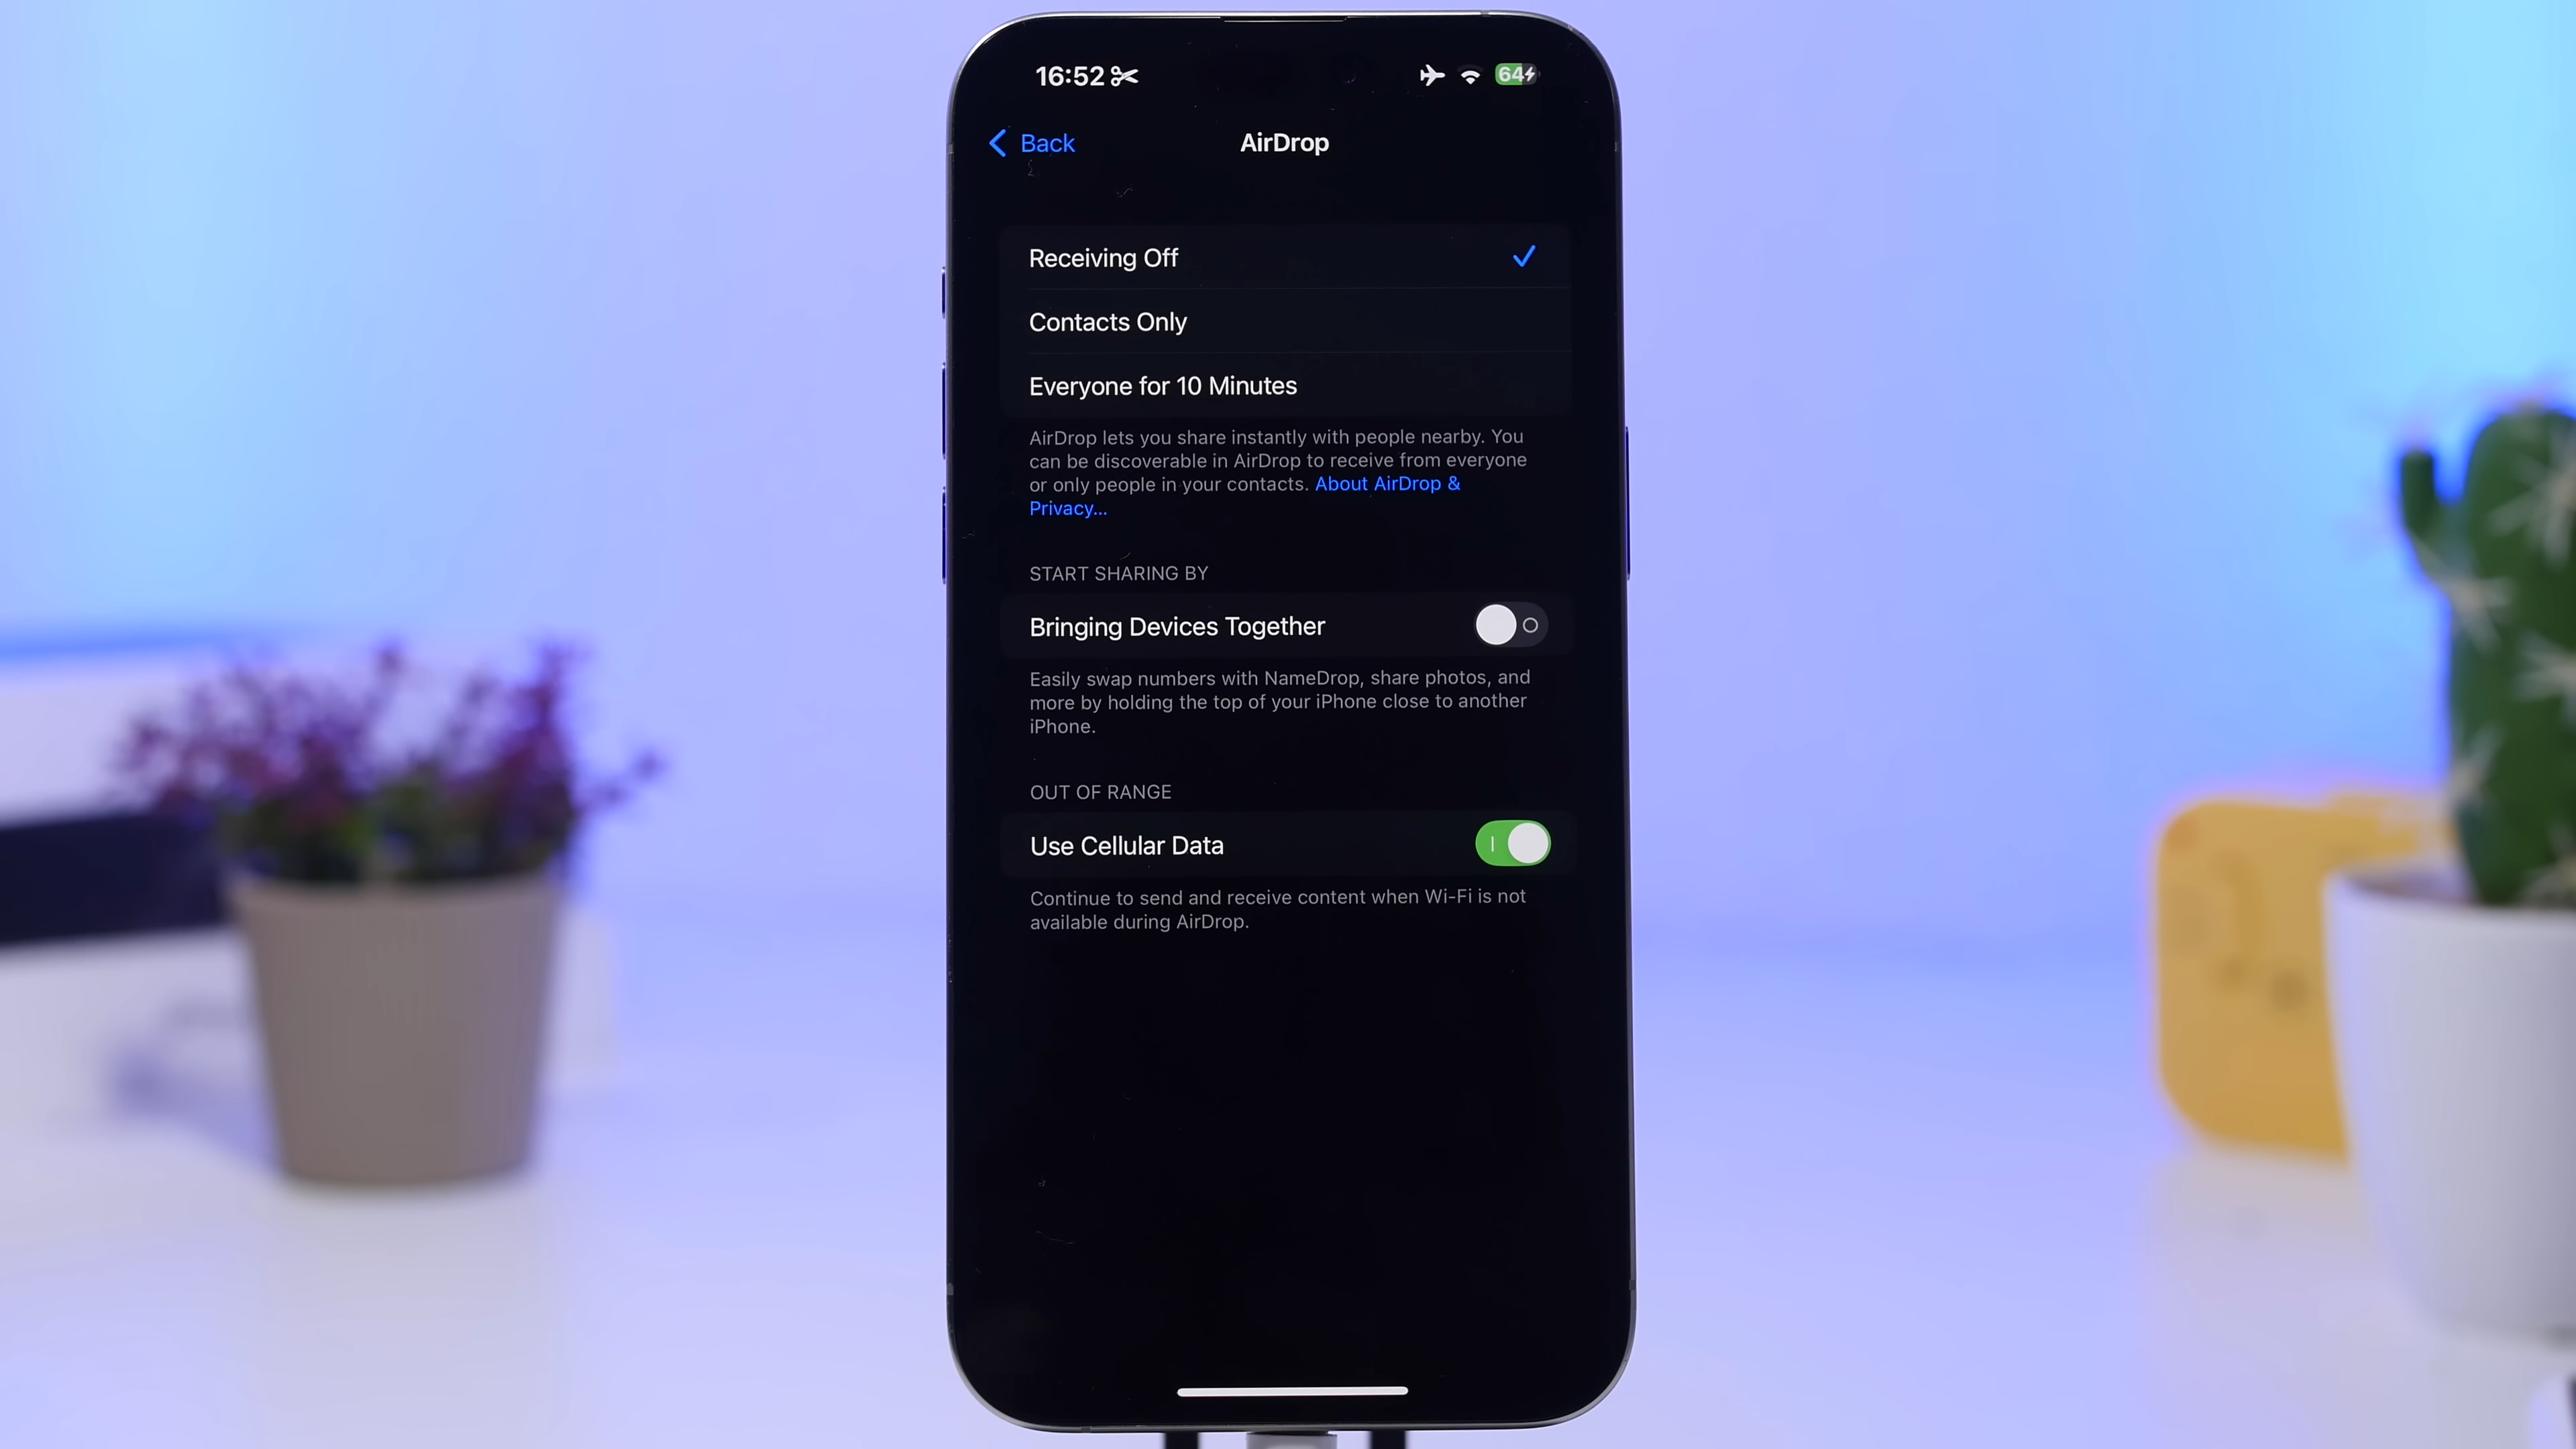 16:52
64
Back
AirDrop
Receiving Off
Contacts Only
Everyone for 10 Minutes
AirDrop lets you share instantly with people nearby. You
can be discoverable in AirDrop to receive from everyone
or only people in your contacts. About AirDrop &
Privacy...
START SHARING BY
Bringing Devices Together
Easily swap numbers with NameDrop, share photos, and
more by holding the top of your iPhone close to another
iPhone.
OUT OF RANGE
Use Cellular Data
Continue to send and receive content when Wi-Fi is not
available during AirDrop.